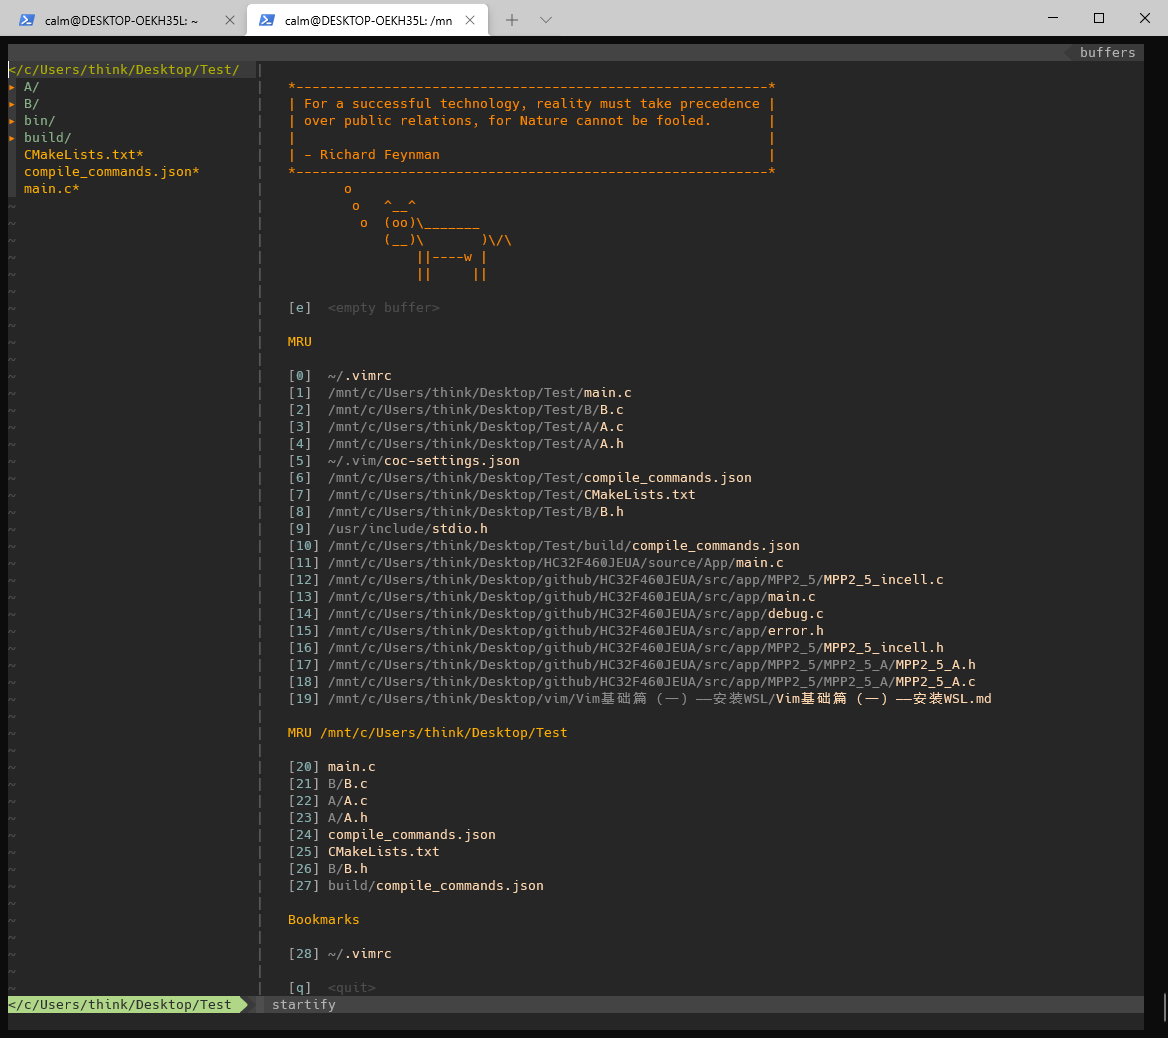 calm@DESKTOP-OEKH35L: ~
calm@DESKTOP-OEKH35L: /mn
buffers
</c/Users/think/Desktop/Test/
▸ A/
▸ B/
▸ bin/
▸ build/
CMakeLists.txt*
compile_commands.json*
main.c*
*-----------------------------------------------------------*
| For a successful technology, reality must take precedence |
| over public relations, for Nature cannot be fooled.       |
|                                                           |
| - Richard Feynman                                         |
*-----------------------------------------------------------*
       o
        o   ^__^
         o  (oo)\_______
            (__)\       )\/\
                ||----w |
                ||     ||
[e]  <empty buffer>
MRU
[0]  ~/.vimrc
[1]  /mnt/c/Users/think/Desktop/Test/main.c
[2]  /mnt/c/Users/think/Desktop/Test/B/B.c
[3]  /mnt/c/Users/think/Desktop/Test/A/A.c
[4]  /mnt/c/Users/think/Desktop/Test/A/A.h
[5]  ~/.vim/coc-settings.json
[6]  /mnt/c/Users/think/Desktop/Test/compile_commands.json
[7]  /mnt/c/Users/think/Desktop/Test/CMakeLists.txt
[8]  /mnt/c/Users/think/Desktop/Test/B/B.h
[9]  /usr/include/stdio.h
[10] /mnt/c/Users/think/Desktop/Test/build/compile_commands.json
[11] /mnt/c/Users/think/Desktop/HC32F460JEUA/source/App/main.c
[12] /mnt/c/Users/think/Desktop/github/HC32F460JEUA/src/app/MPP2_5/MPP2_5_incell.c
[13] /mnt/c/Users/think/Desktop/github/HC32F460JEUA/src/app/main.c
[14] /mnt/c/Users/think/Desktop/github/HC32F460JEUA/src/app/debug.c
[15] /mnt/c/Users/think/Desktop/github/HC32F460JEUA/src/app/error.h
[16] /mnt/c/Users/think/Desktop/github/HC32F460JEUA/src/app/MPP2_5/MPP2_5_incell.h
[17] /mnt/c/Users/think/Desktop/github/HC32F460JEUA/src/app/MPP2_5/MPP2_5_A/MPP2_5_A.h
[18] /mnt/c/Users/think/Desktop/github/HC32F460JEUA/src/app/MPP2_5/MPP2_5_A/MPP2_5_A.c
[19] /mnt/c/Users/think/Desktop/vim/Vim基础篇（一）——安装WSL/Vim基础篇（一）——安装WSL.md
MRU /mnt/c/Users/think/Desktop/Test
[20] main.c
[21] B/B.c
[22] A/A.c
[23] A/A.h
[24] compile_commands.json
[25] CMakeLists.txt
[26] B/B.h
[27] build/compile_commands.json
Bookmarks
[28] ~/.vimrc
[q]  <quit>
</c/Users/think/Desktop/Test
startify